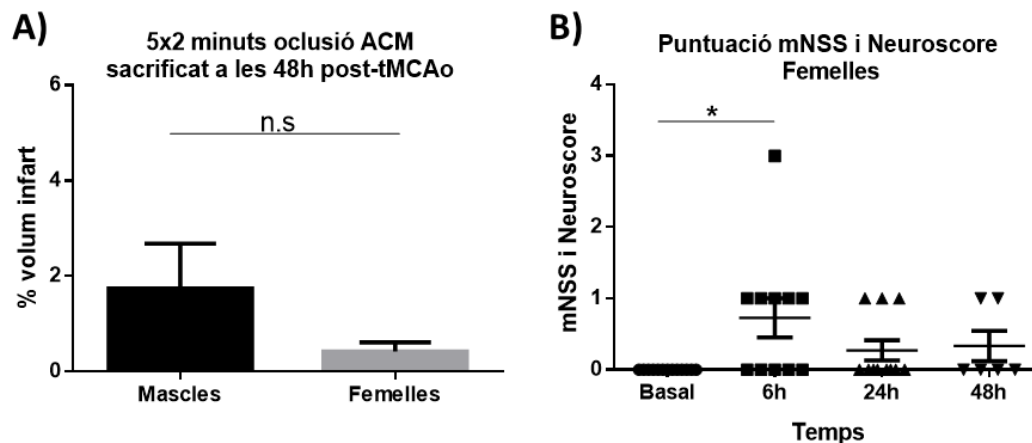 A)
5x2 minuts oclusió ACM
sacrificat a les 48h post-tMCAo
6
4
2
0
% volum infart
n.s
Mascles
Femelles
B)
Puntuació mNSS i Neuroscore
Femelles
4
3
2
1
0
mNSS i Neuroscore
*
Basal
6h
24h
48h
Temps